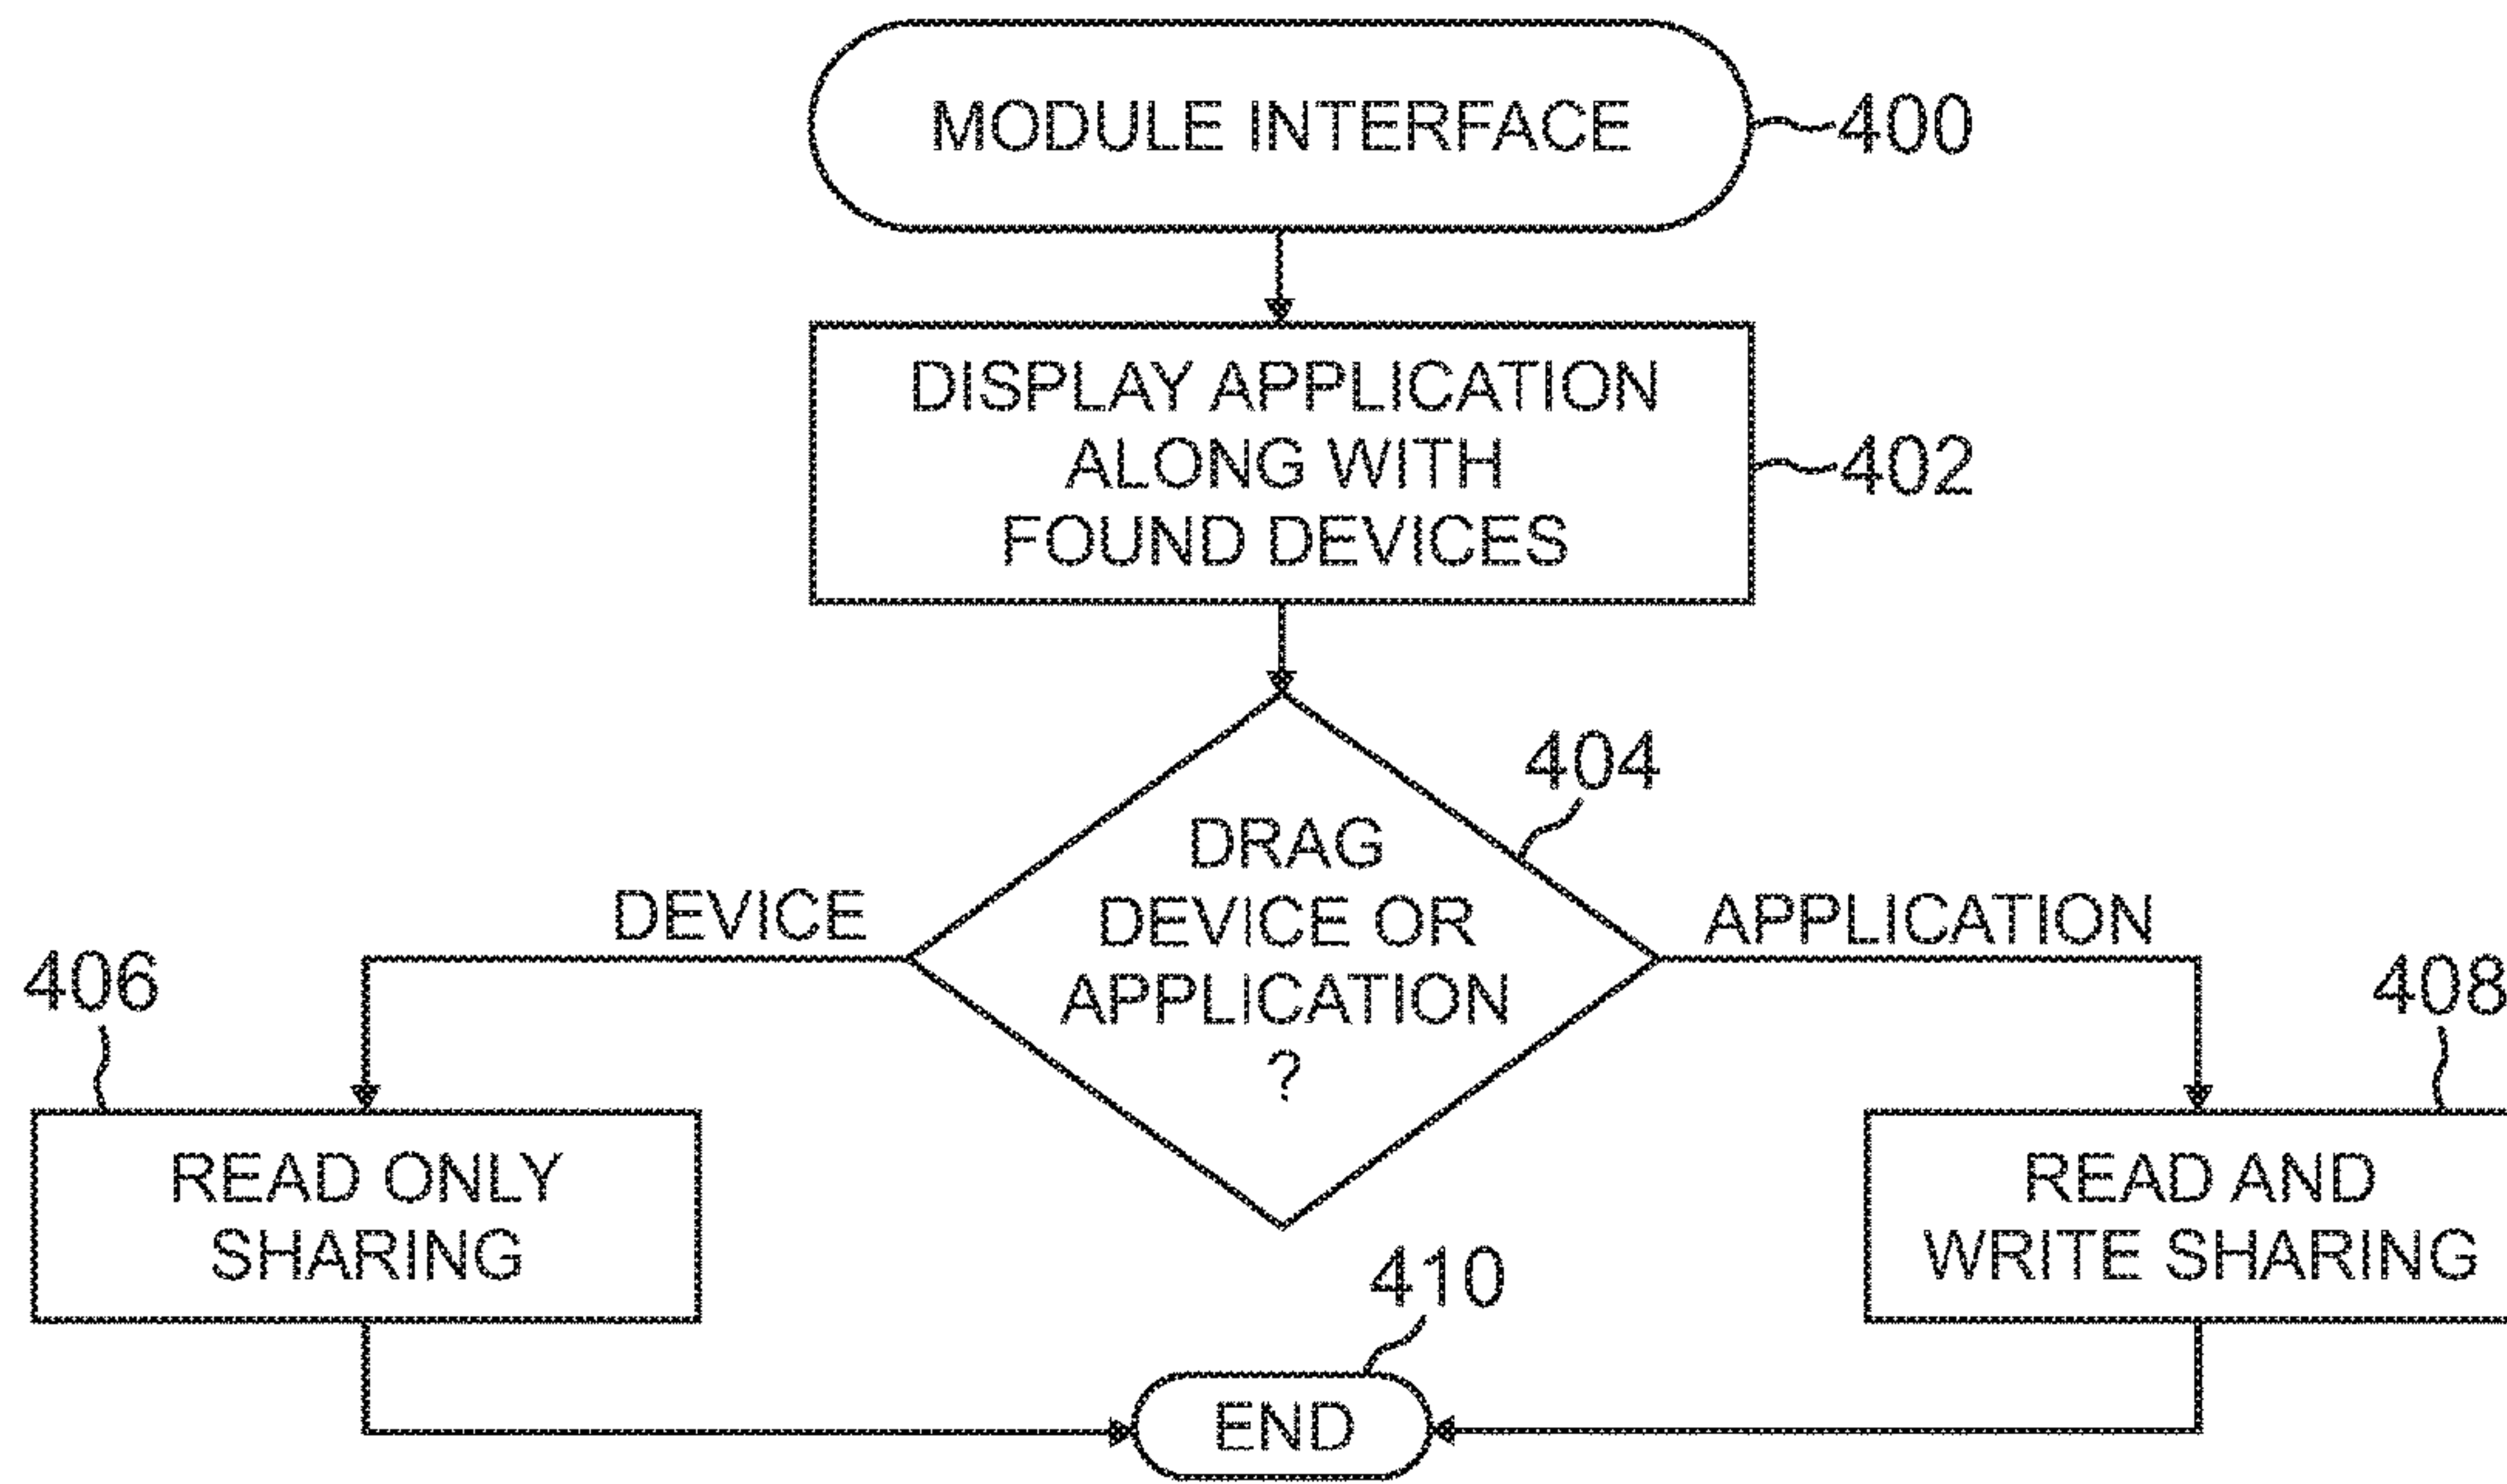 MODULE INTERFACE
400
DISPLAY APPLICATION
ALONG WITH
FOUND DEVICES
402
404
DRAG
DEVICE OR
APPLICATION
?
DEVICE
APPLICATION
406
408
READ ONLY
SHARING
READ AND
WRITE SHARING
410
END